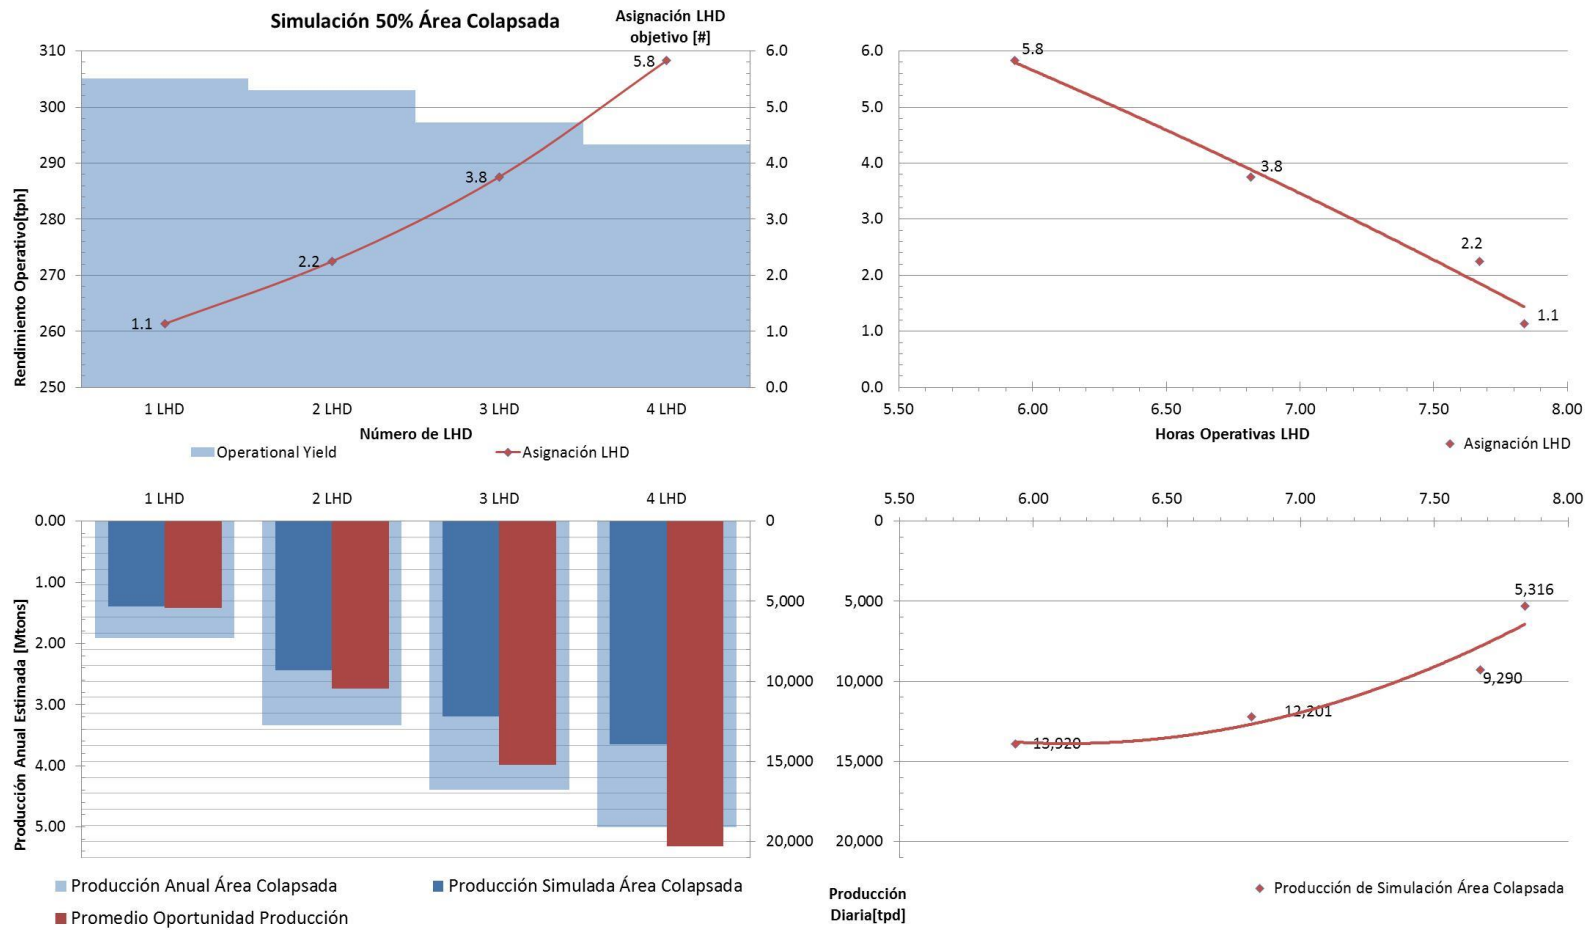 Simulación 50% Área Colapsada
Asignación LHD
objetivo [#]
310
300
290
280
270
260
250
Rendimiento Operativo[tph]
6.0
5.0
4.0
3.0
2.0
1.0
0.0
1.1
2.2
3.8
5.8
1 LHD
2 LHD
3 LHD
4 LHD
Número de LHD
Operational Yield
Asignación LHD
6.0
5.0
4.0
3.0
2.0
1.0
0.0
5.8
3.8
2.2
1.1
5.50
6.00
6.50
7.00
7.50
8.00
Horas Operativas LHD
Asignación LHD
1 LHD
2 LHD
3 LHD
4 LHD
0.00
1.00
2.00
3.00
4.00
5.00
Producción Anual Estimada [Mtons]
0
5,000
10,000
15,000
20,000
Producción Anual Área Colapsada
Producción Simulada Área Colapsada
Promedio Oportunidad Producción
5.50
6.00
6.50
7.00
7.50
8.00
0
5,000
10,000
15,000
20,000
5,316
9,290
12,201
13,920
Producción
Diaria[tpd]
Producción de Simulación Área Colapsada